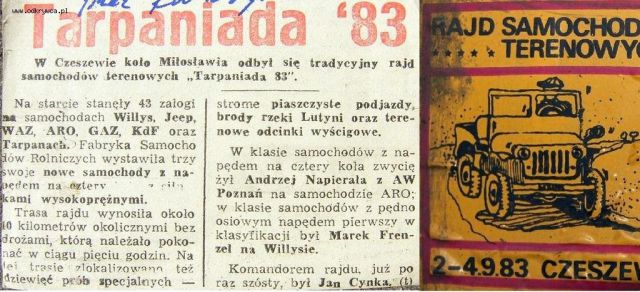 www.odkrywca.pl
Tarpaniada '83
W Czeszewie koło Miłosławia odbył się tradycyjny rajd
samochodów terenowych „Tarpaniada 83”.
Na starcie stanęły 43 załogi
na samochodach Willys, Jeep,
WAZ, ARO, GAZ, KdF oraz
Tarpanach. Fabryka Samocho
dów Rolniczych wystawiła trzy
swoje nowe samochody z na-
pędem na cztery
kami wysokoprężnymi.
Trasa rajdu wynosiła około
kilometrów okolicznymi bez
drożami, którą należało poko-
nać w ciągu pięciu godzin. Na
tej trasie zlokalizowano też
dziewięć prób specjalnych —
strome piaszczyste podjazdy,
brody rzeki Lutyni oraz tere-
nowe odcinki wyścigowe.
W klasie samochodów z na-
pędem na cztery koła zwycię
żył Andrzej Napierała z AW
Poznań na samochodzie ARO;
w klasie samochodów z jedno
osiowym napędem pierwszy w
klasyfikacji był Marek Fren-
zel na Willysie.
Komandorem rajdu, już po
raz szósty, był Jan Cynka. (t)
RAJD SAMOCHOD
TERENOWYC
2-4.9.83 CZESZEW